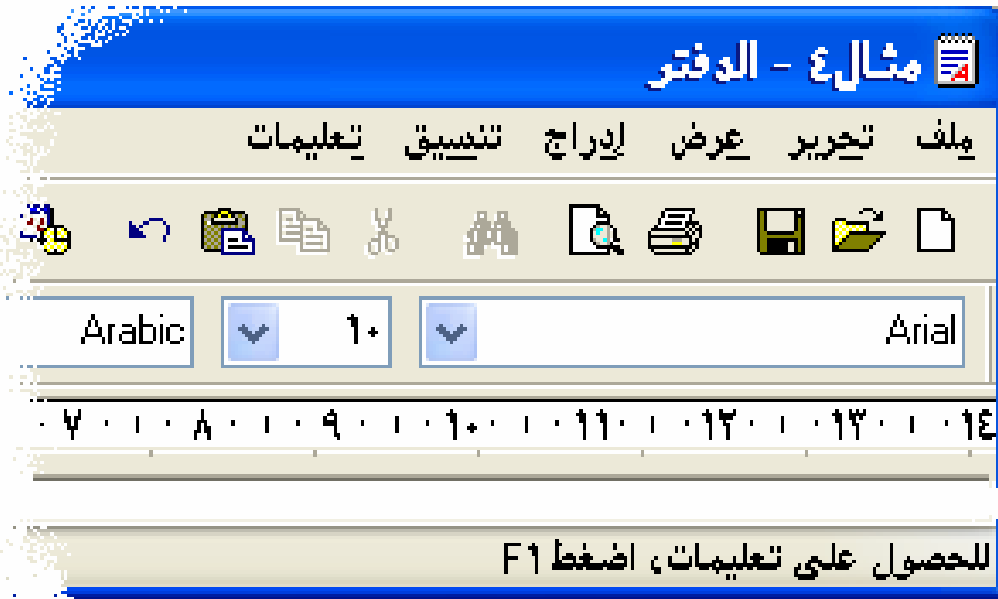 مثال٤ - الدفتر
ملف تحرير عرض إدراج تنسيق تعليمات
Arial ١٠ Arabic
١٤ ١٣ ١٢ ١١ ١٠ ٩ ٨ ٧
للحصول على تعليمات، اضغط F١